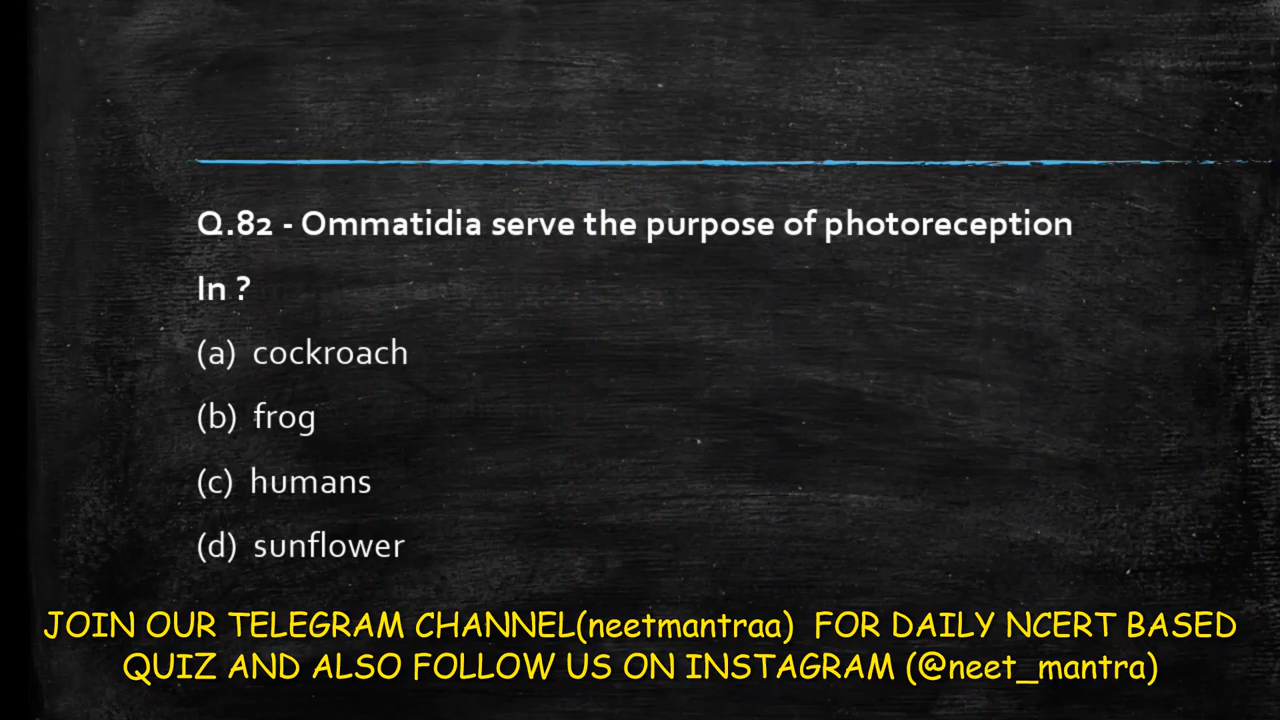 Q.82 - Ommatidia serve the purpose of photoreception
In ?
(a) cockroach
(b) frog
(c) humans
(d) sunflower
JOIN OUR TELEGRAM CHANNEL(neetmantraa) FOR DAILY NCERT BASED
QUIZ AND ALSO FOLLOW US ON INSTAGRAM (@neet_mantra)